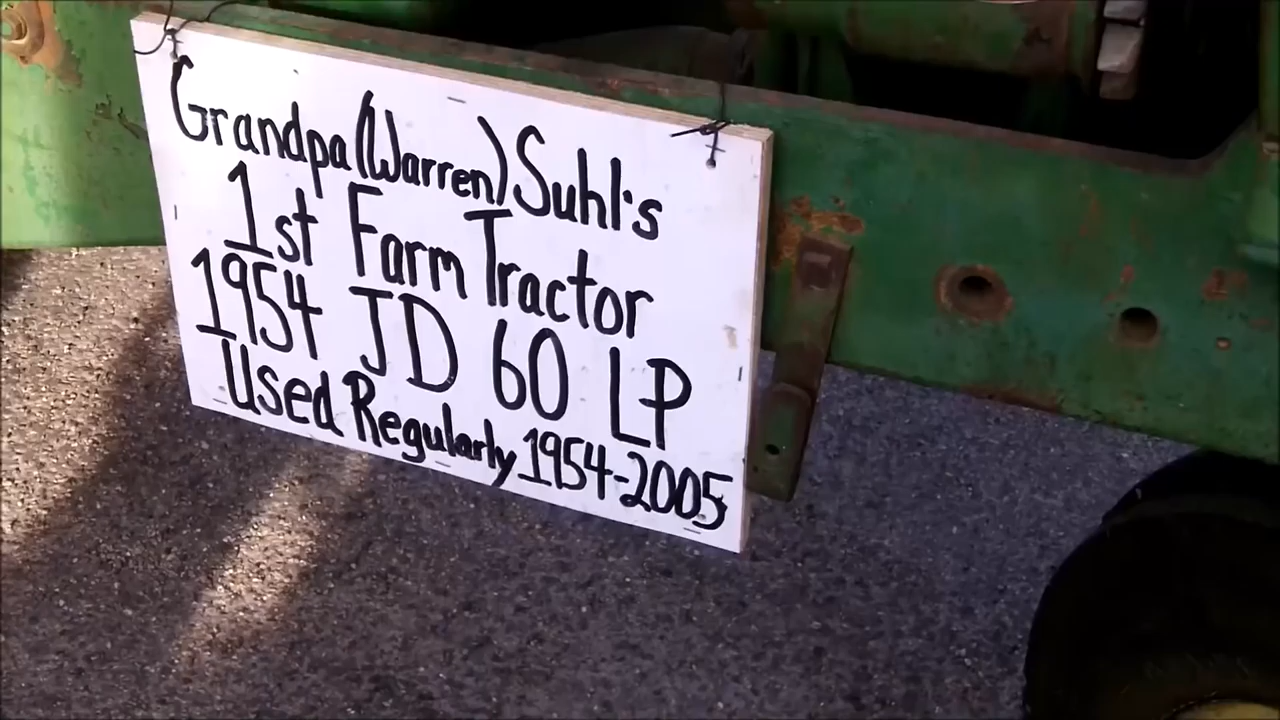 Grandpa (Warren) Suhl's
1st Farm Tractor
1954 JD 60 LP
Used Regularly 1954-2005